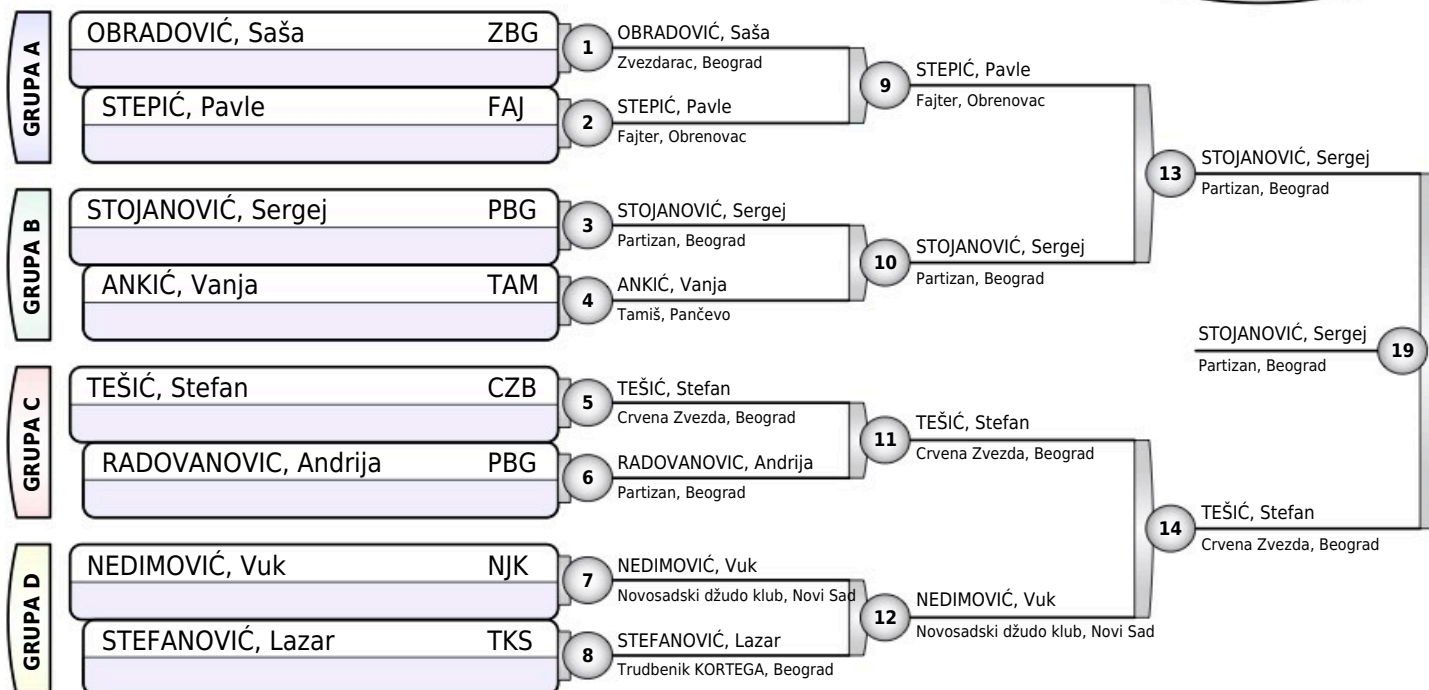 GRUPA A
OBRADOVIĆ, Saša ZBG
STEPIĆ, Pavle FAJ
GRUPA B
STOJANOVIĆ, Sergej PBG
ANKIĆ, Vanja TAM
GRUPA C
TEŠIĆ, Stefan CZB
RADOVANOVIC, Andrija PBG
GRUPA D
NEDIMOVIĆ, Vuk NJK
STEFANOVIĆ, Lazar TKS
1
OBRADOVIĆ, Saša
Zvezdarac, Beograd
2
STEPIĆ, Pavle
Fajter, Obrenovac
3
STOJANOVIĆ, Sergej
Partizan, Beograd
4
ANKIĆ, Vanja
Tamiš, Pančevo
5
TEŠIĆ, Stefan
Crvena Zvezda, Beograd
6
RADOVANOVIC, Andrija
Partizan, Beograd
7
NEDIMOVIĆ, Vuk
Novosadski džudo klub, Novi Sad
8
STEFANOVIĆ, Lazar
Trudbenik KORTEGA, Beograd
9
STEPIĆ, Pavle
Fajter, Obrenovac
10
STOJANOVIĆ, Sergej
Partizan, Beograd
11
TEŠIĆ, Stefan
Crvena Zvezda, Beograd
12
NEDIMOVIĆ, Vuk
Novosadski džudo klub, Novi Sad
13
STOJANOVIĆ, Sergej
Partizan, Beograd
14
TEŠIĆ, Stefan
Crvena Zvezda, Beograd
STOJANOVIĆ, Sergej
Partizan, Beograd
19